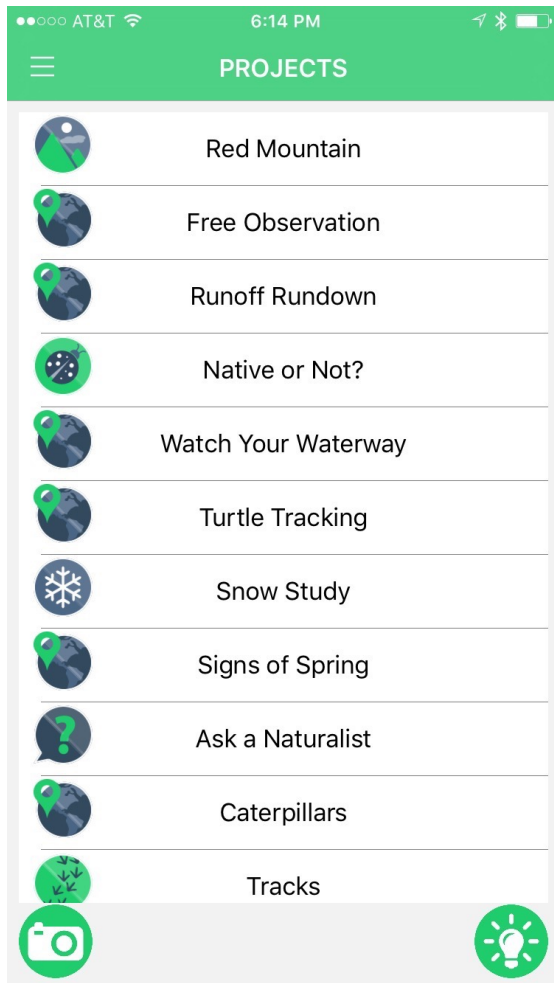 AT&T
6:14 PM
PROJECTS
Red Mountain
Free Observation
Runoff Rundown
Native or Not?
Watch Your Waterway
Turtle Tracking
Snow Study
Signs of Spring
?
Ask a Naturalist
Caterpillars
Tracks